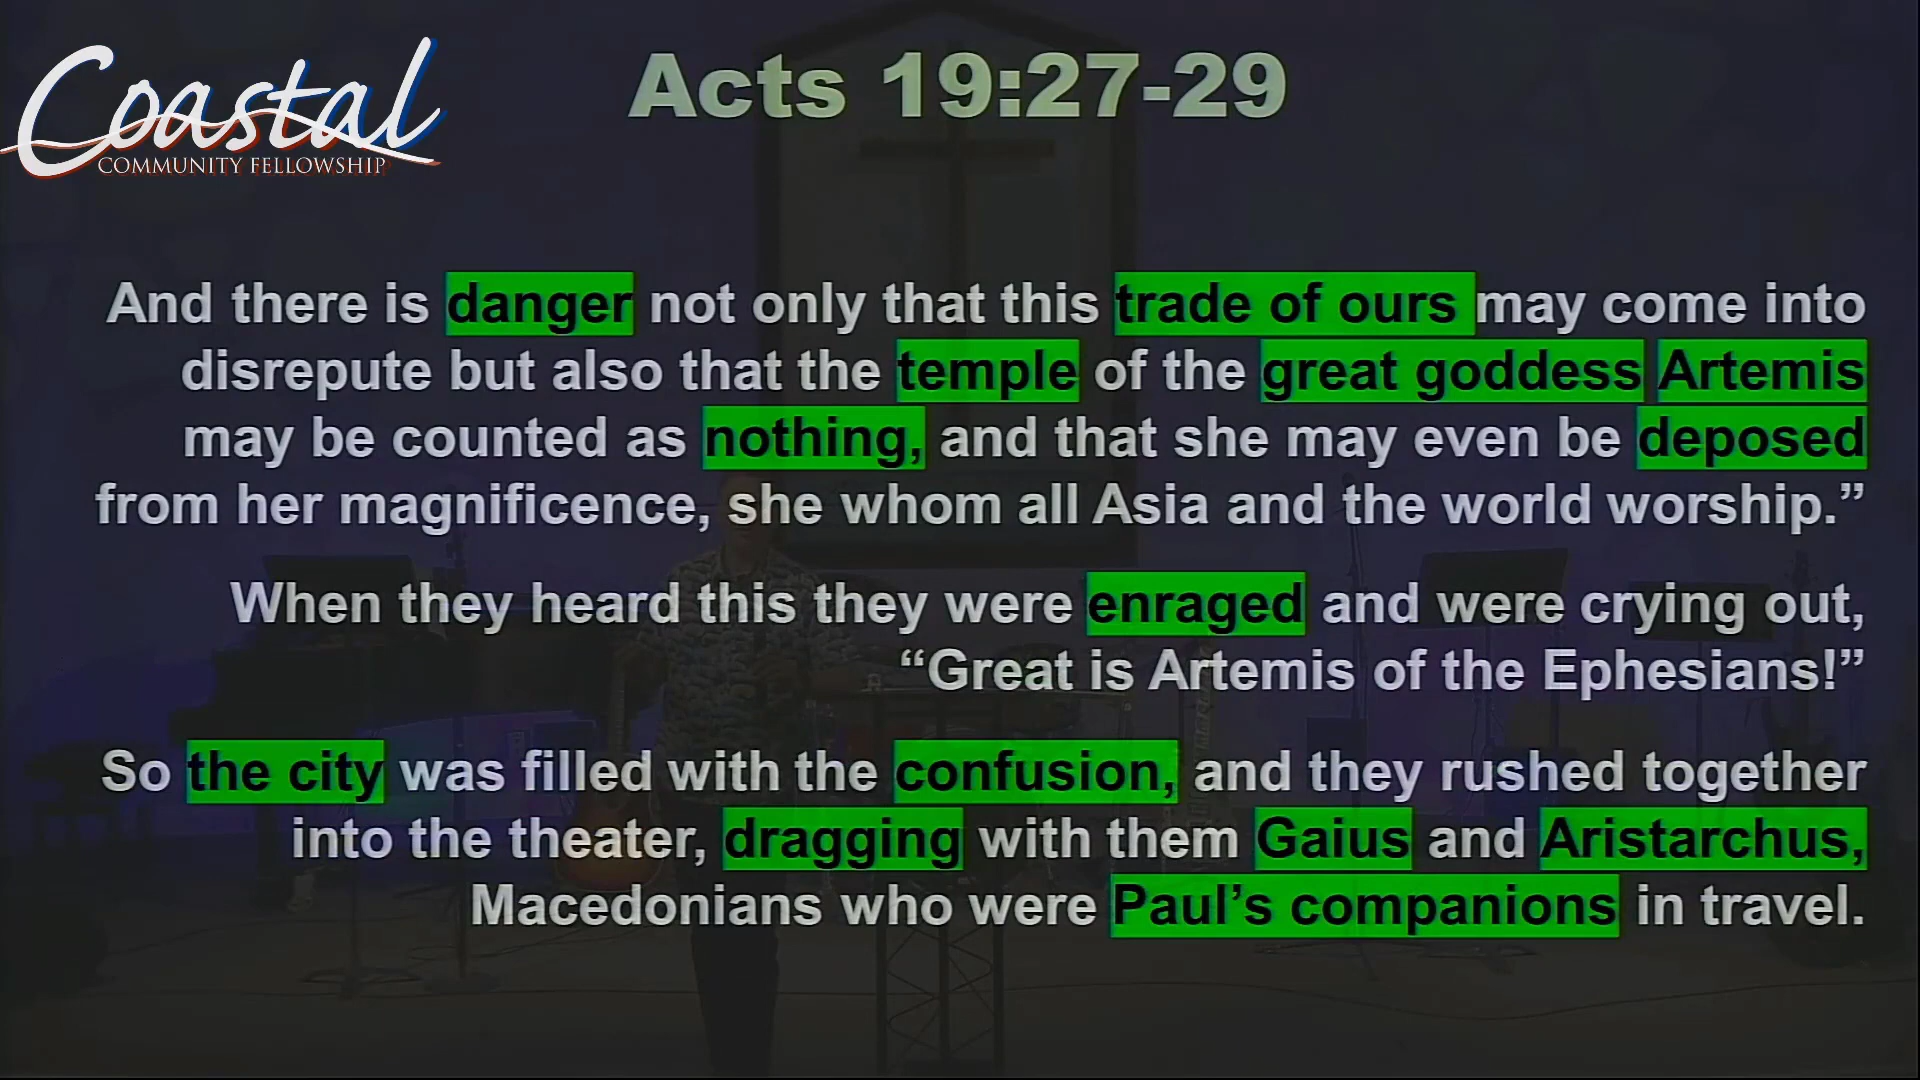 Coastal
COMMUNITY FELLOWSHIP
Acts 19:27-29
And there is danger not only that this trade of ours may come into
disrepute but also that the temple of the great goddess Artemis
may be counted as nothing, and that she may even be deposed
from her magnificence, she whom all Asia and the world worship.”
When they heard this they were enraged and were crying out,
“Great is Artemis of the Ephesians!”
So the city was filled with the confusion, and they rushed together
into the theater, dragging with them Gaius and Aristarchus,
Macedonians who were Paul’s companions in travel.